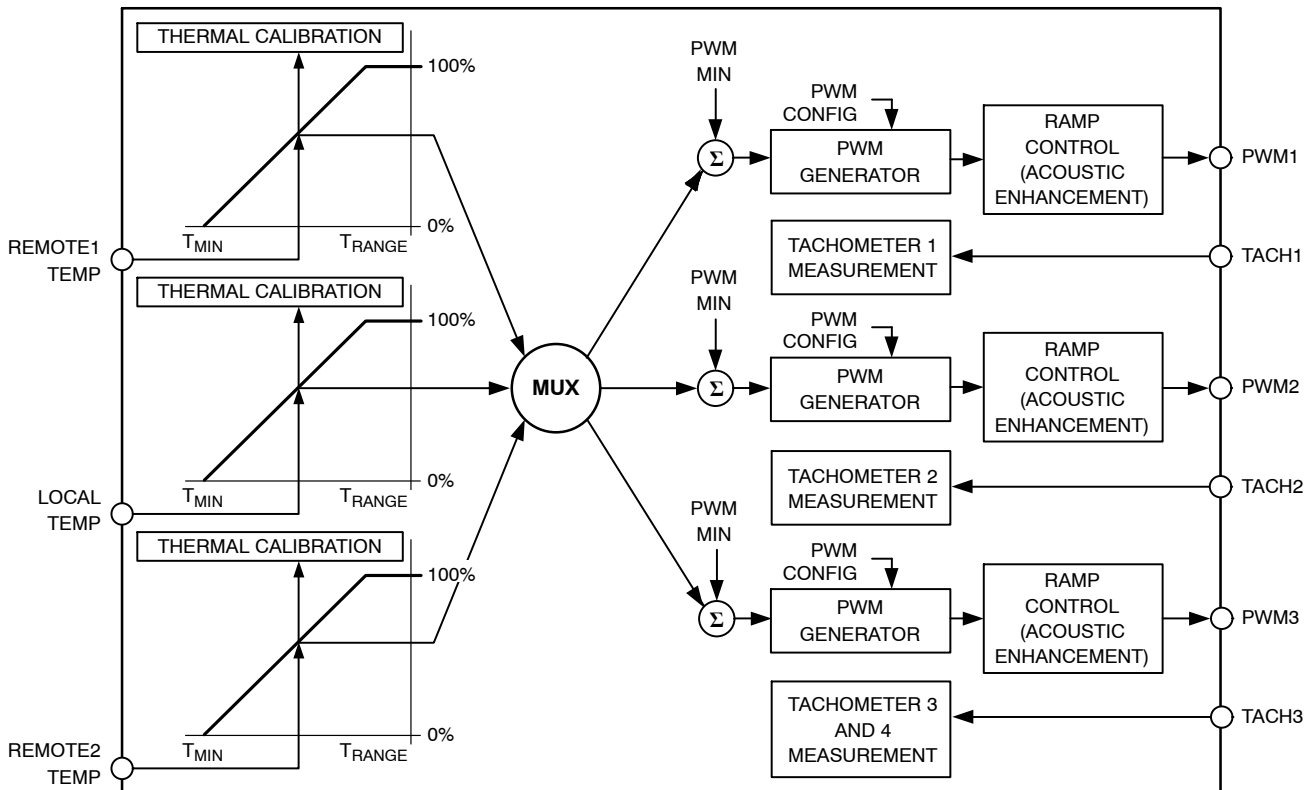 THERMAL CALIBRATION
100%
0%
T_MIN
T_RANGE
REMOTE1
TEMP
THERMAL CALIBRATION
100%
0%
T_MIN
T_RANGE
LOCAL
TEMP
THERMAL CALIBRATION
100%
0%
T_MIN
T_RANGE
REMOTE2
TEMP
MUX
PWM
MIN
Σ
PWM
CONFIG
PWM
GENERATOR
RAMP
CONTROL
(ACOUSTIC
ENHANCEMENT)
PWM1
TACHOMETER 1
MEASUREMENT
TACH1
PWM
MIN
Σ
PWM
CONFIG
PWM
GENERATOR
RAMP
CONTROL
(ACOUSTIC
ENHANCEMENT)
PWM2
TACHOMETER 2
MEASUREMENT
TACH2
PWM
MIN
Σ
PWM
CONFIG
PWM
GENERATOR
RAMP
CONTROL
(ACOUSTIC
ENHANCEMENT)
PWM3
TACHOMETER 3
AND 4
MEASUREMENT
TACH3